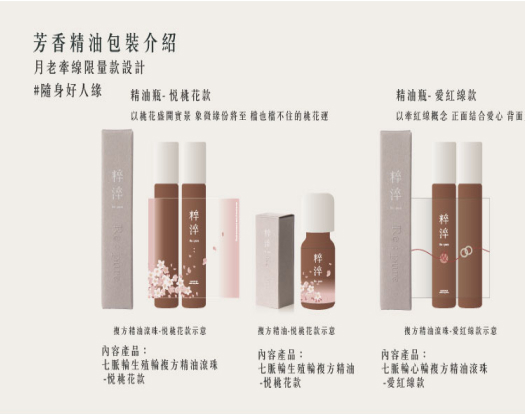 芳香精油包裝介紹
月老牽線限量款設計
#隨身好人緣
精油瓶- 悅桃花款
以桃花盛開實景 象徵緣份將至 擋也擋不住的桃花運
精油瓶- 愛紅線款
以牽紅線概念 正面結合愛心 背面
粹淬
粹淬
粹淬
粹淬
粹淬
粹淬
粹淬
複方精油滾珠-悅桃花款示意
複方精油-悅桃花款示意
複方精油滾珠-愛紅線款示意
內容產品：
七脈輪生殖輪複方精油滾珠
-悅桃花款
內容產品：
七脈輪生殖輪複方精油
-悅桃花款
內容產品：
七脈輪心輪複方精油滾珠
-愛紅線款